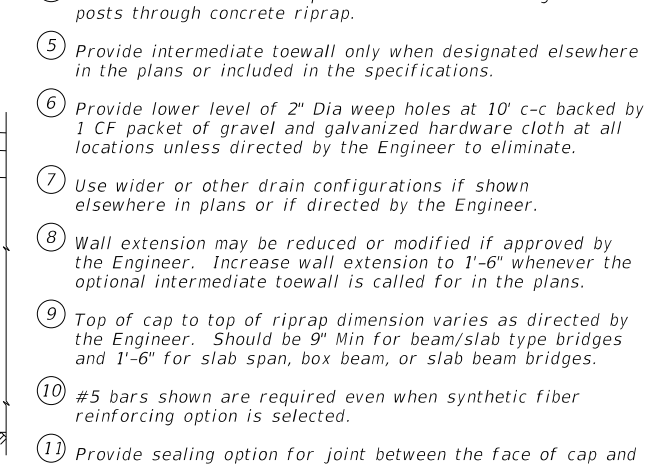 posts through concrete riprap.
5 Provide intermediate toewall only when designated elsewhere
in the plans or included in the specifications.
6 Provide lower level of 2" Dia weep holes at 10' c-c backed by
1 CF packet of gravel and galvanized hardware cloth at all
locations unless directed by the Engineer to eliminate.
7 Use wider or other drain configurations if shown
elsewhere in plans or if directed by the Engineer.
8 Wall extension may be reduced or modified if approved by
the Engineer. Increase wall extension to 1'-6" whenever the
optional intermediate toewall is called for in the plans.
9 Top of cap to top of riprap dimension varies as directed by
the Engineer. Should be 9" Min for beam/slab type bridges
and 1'-6" for slab span, box beam, or slab beam bridges.
10 #5 bars shown are required even when synthetic fiber
reinforcing option is selected.
11 Provide sealing option for joint between the face of cap and